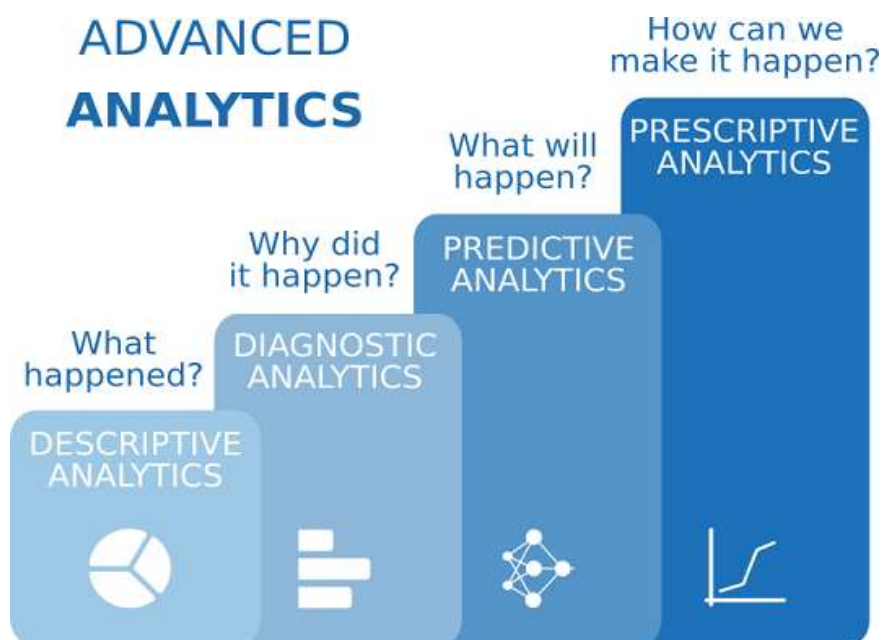 ADVANCED
ANALYTICS
How can we
make it happen?
PRESCRIPTIVE
ANALYTICS
What will
happen?
PREDICTIVE
ANALYTICS
Why did
it happen?
DIAGNOSTIC
ANALYTICS
What
happened?
DESCRIPTIVE
ANALYTICS